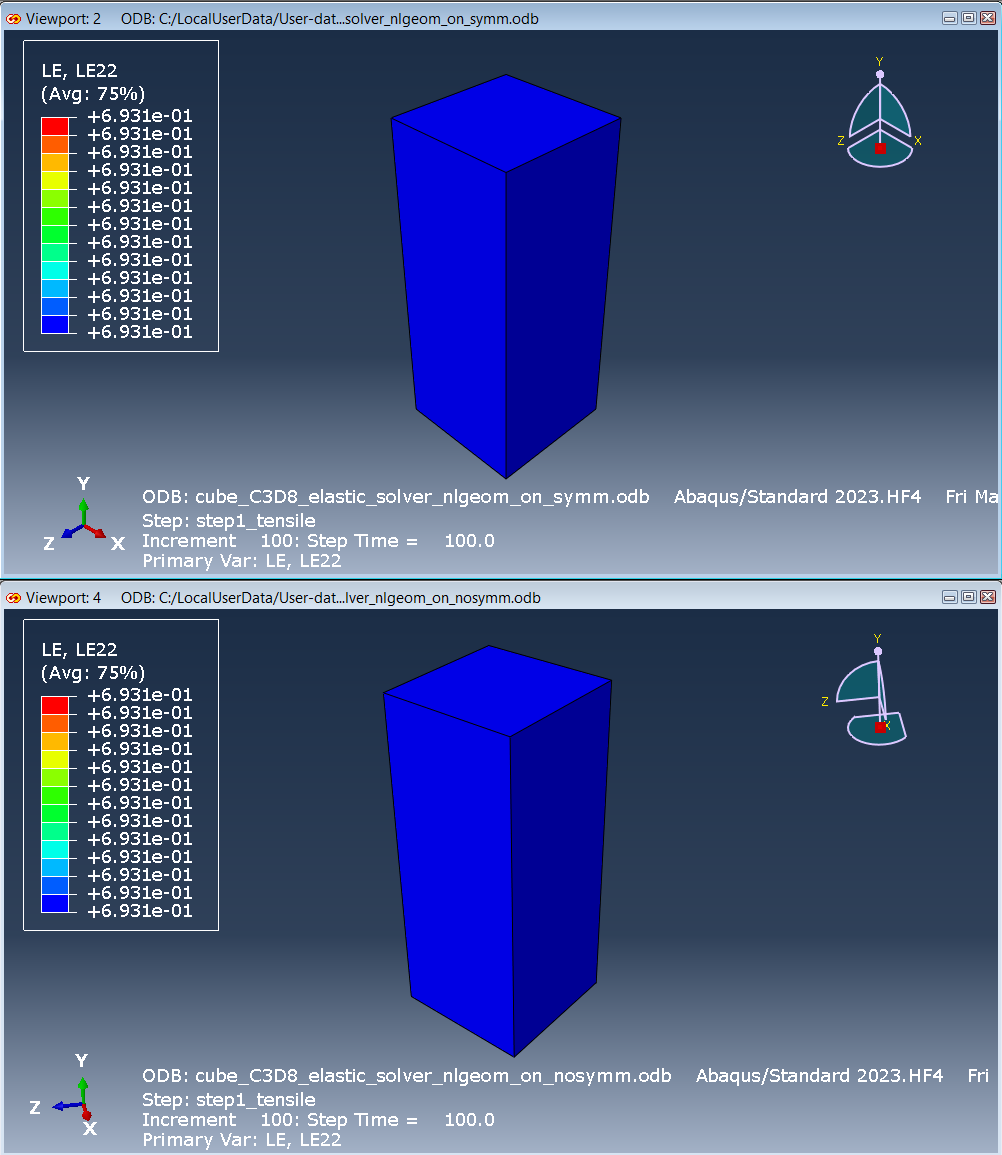 Viewport: 2 ODB: C:/LocalUserData/User-dat...solver_nlgeom_on_symm.odb
LE, LE22
(Avg: 75%)
+6.931e-01
+6.931e-01
+6.931e-01
+6.931e-01
+6.931e-01
+6.931e-01
+6.931e-01
+6.931e-01
+6.931e-01
+6.931e-01
+6.931e-01
+6.931e-01
+6.931e-01
Y
Z
X
Y
Z
X
ODB: cube_C3D8_elastic_solver_nlgeom_on_symm.odb Abaqus/Standard 2023.HF4 Fri Ma
Step: step1_tensile
Increment 100: Step Time = 100.0
Primary Var: LE, LE22
Viewport: 4 ODB: C:/LocalUserData/User-dat...lver_nlgeom_on_nosymm.odb
LE, LE22
(Avg: 75%)
+6.931e-01
+6.931e-01
+6.931e-01
+6.931e-01
+6.931e-01
+6.931e-01
+6.931e-01
+6.931e-01
+6.931e-01
+6.931e-01
+6.931e-01
+6.931e-01
+6.931e-01
Y
Z
X
Y
Z
X
ODB: cube_C3D8_elastic_solver_nlgeom_on_nosymm.odb Abaqus/Standard 2023.HF4 Fri
Step: step1_tensile
Increment 100: Step Time = 100.0
Primary Var: LE, LE22